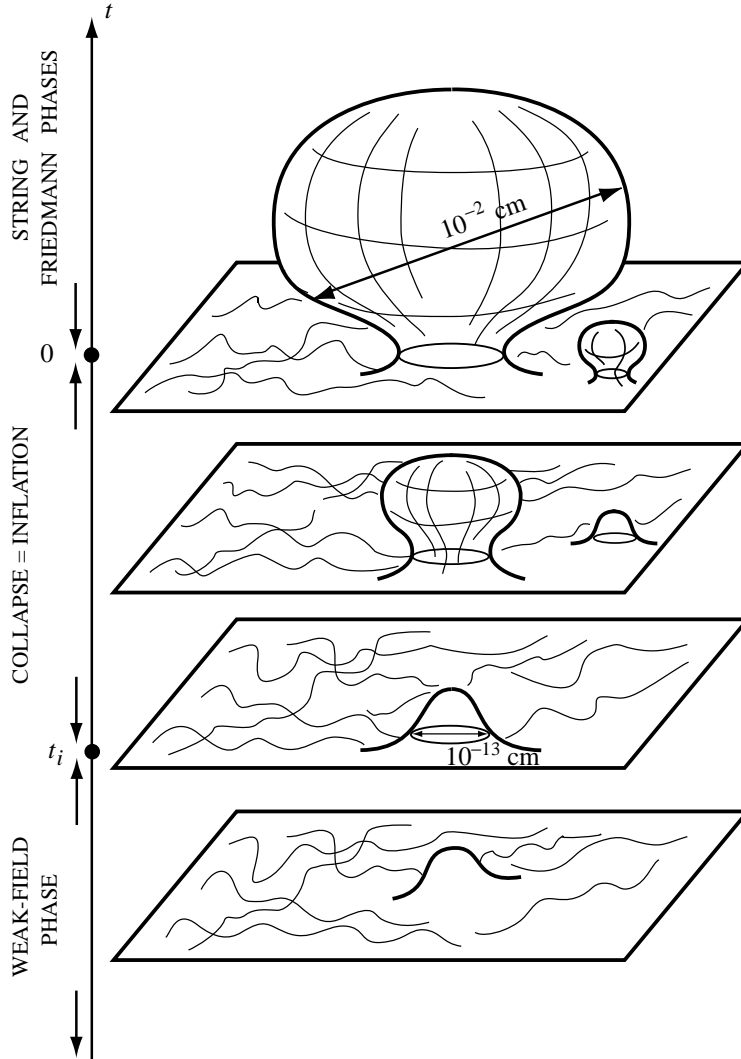 t
STRING AND
FRIEDMANN PHASES
10⁻² cm
0
COLLAPSE = INFLATION
tᵢ
10⁻¹³ cm
WEAK-FIELD
PHASE